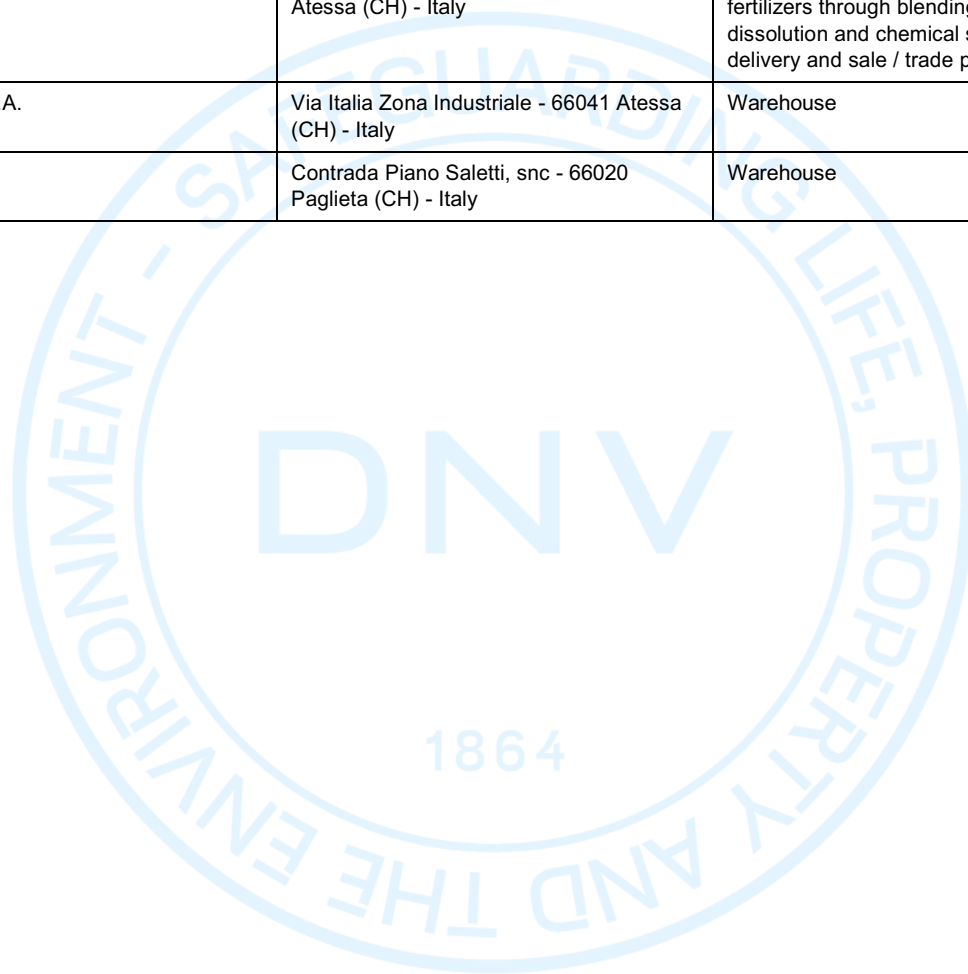 Atessa (CH) - Italy
fertilizers through blending
dissolution and chemical s
delivery and sale / trade p
.A.
Via Italia Zona Industriale - 66041 Atessa
(CH) - Italy
Warehouse
Contrada Piano Saletti, snc - 66020
Paglieta (CH) - Italy
Warehouse
SAFEGUARDING LIFE, PROPERTY AND THE ENVIRONMENT -
DNV
1864